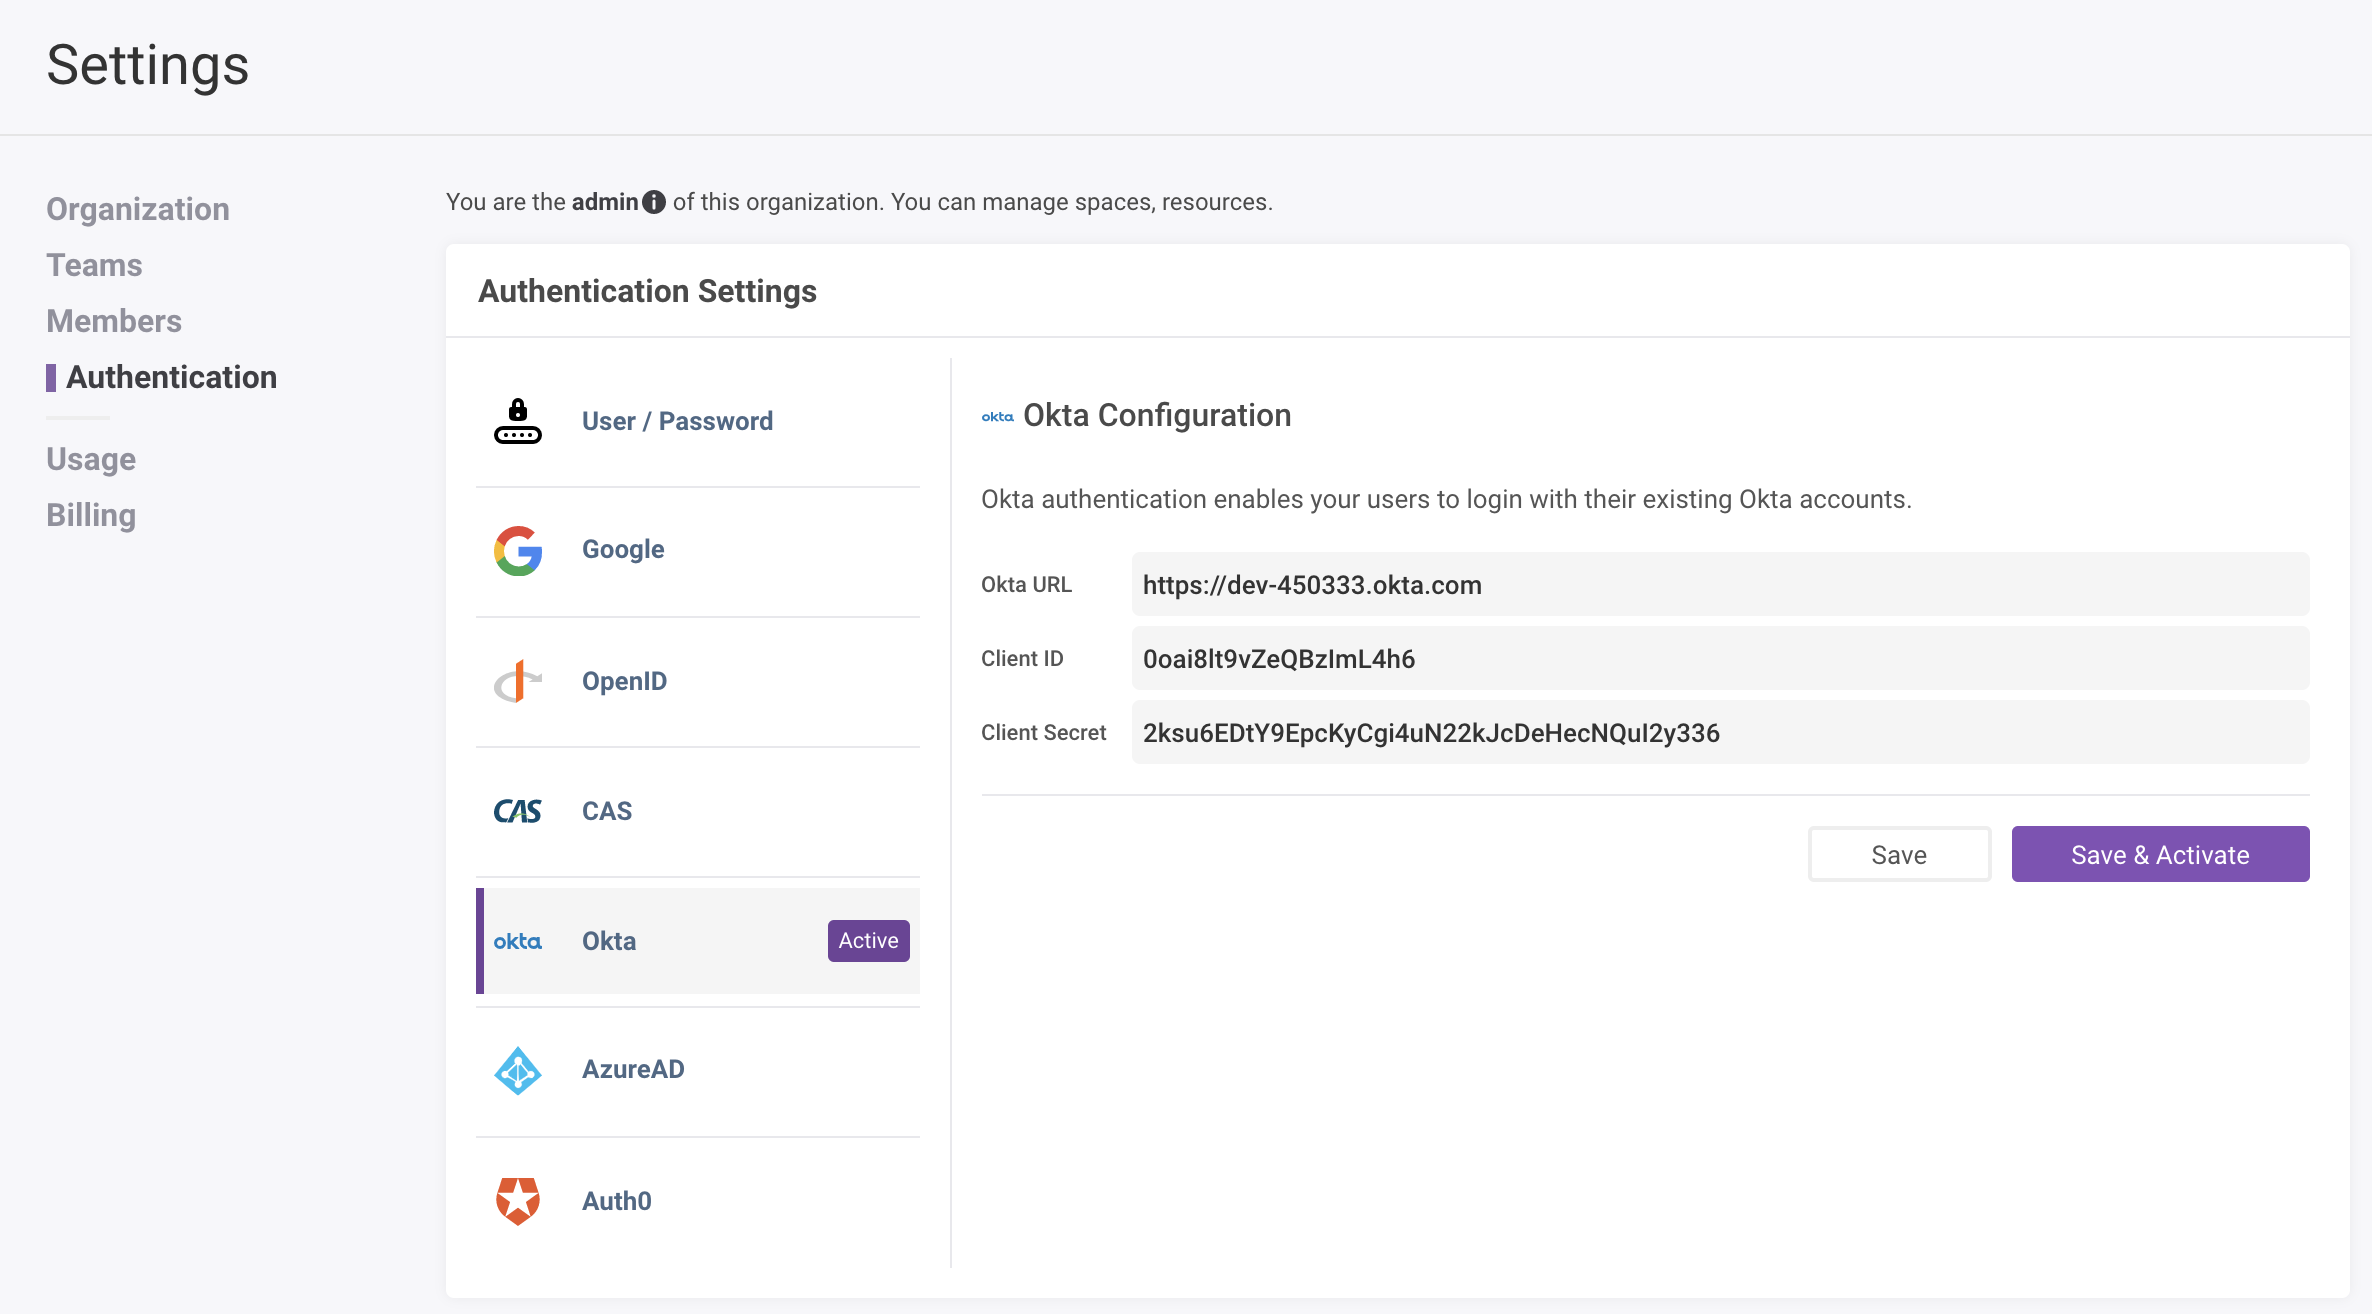 Settings
Organization
Teams
Members
Authentication
Usage
Billing
You are the admin of this organization. You can manage spaces, resources.
Authentication Settings
User / Password
Google
OpenID
CAS CAS
okta Okta Active
AzureAD
Auth0
okta Okta Configuration
Okta authentication enables your users to login with their existing Okta accounts.
Okta URL https://dev-450333.okta.com
Client ID 0oai8lt9vZeQBzImL4h6
Client Secret 2ksu6EDtY9EpcKyCgi4uN22kJcDeHecNQuI2y336
Save Save & Activate